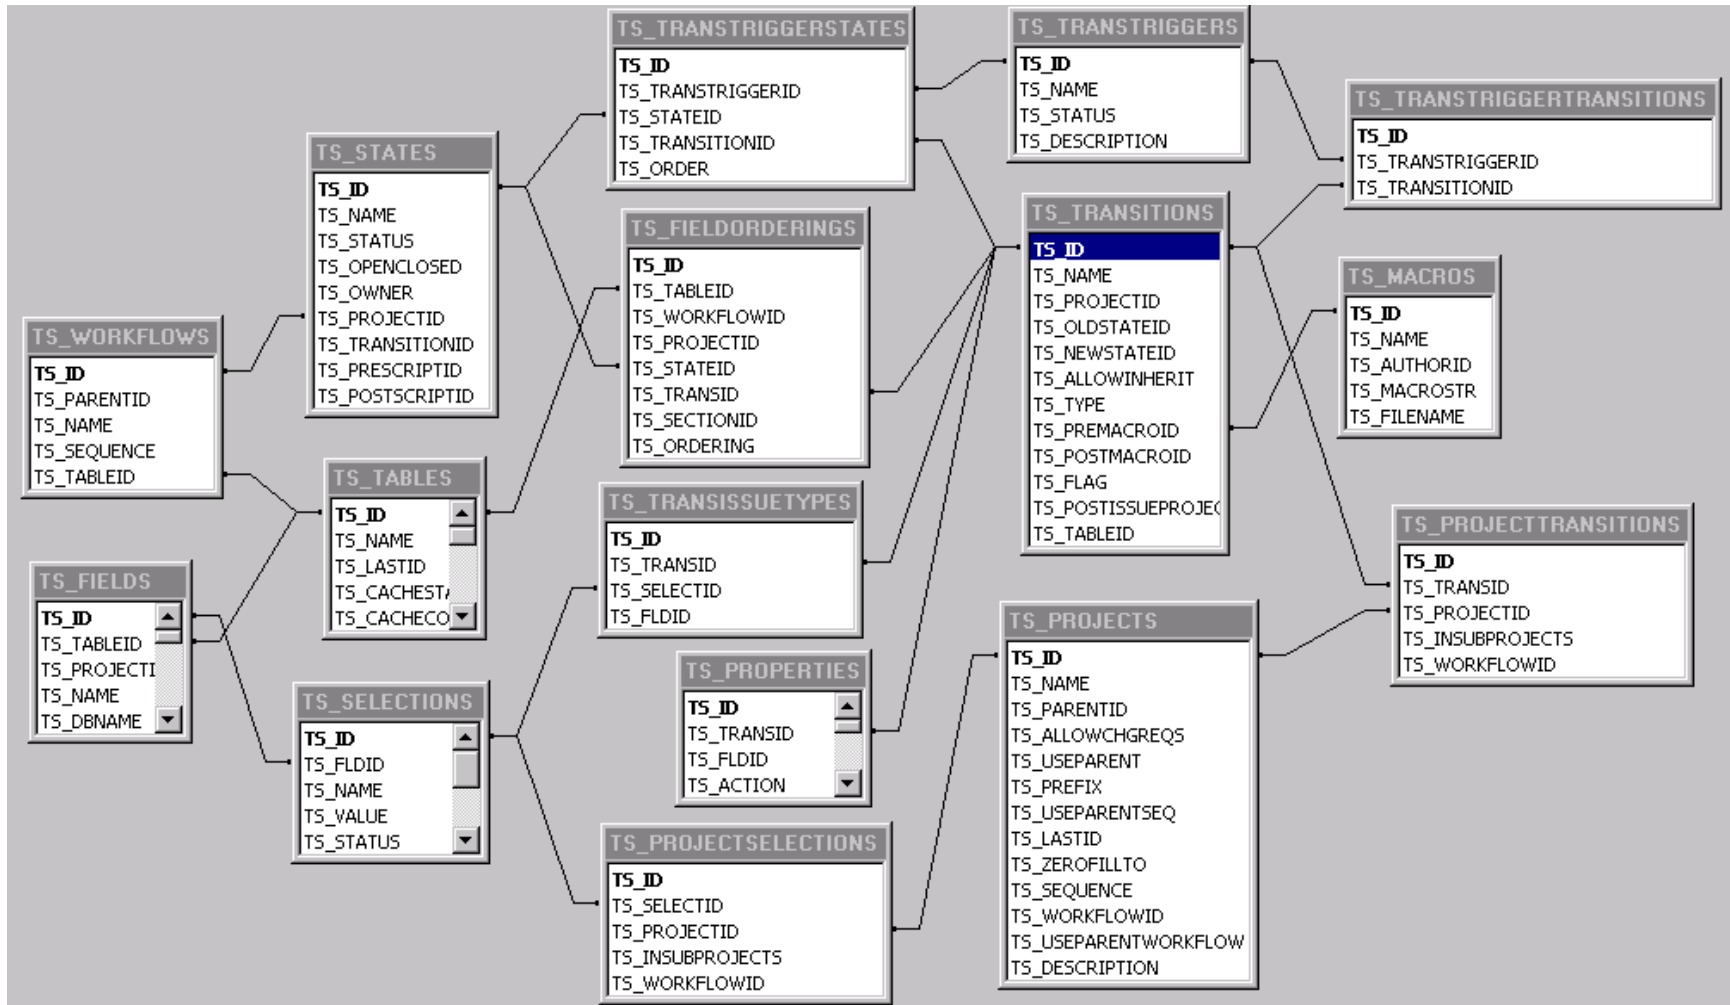 TS_TRANSTRIGGERSTATES
TS_ID
TS_TRANSTRIGGERID
TS_STATEID
TS_TRANSITIONID
TS_ORDER
TS_TRANSTRIGGERS
TS_ID
TS_NAME
TS_STATUS
TS_DESCRIPTION
TS_TRANSTRIGGERTRANSITIONS
TS_ID
TS_TRANSTRIGGERID
TS_TRANSITIONID
TS_STATES
TS_ID
TS_NAME
TS_STATUS
TS_OPENCLOSED
TS_OWNER
TS_PROJECTID
TS_TRANSITIONID
TS_PRESCRIPTID
TS_POSTSCRIPTID
TS_FIELDORDERINGS
TS_ID
TS_TABLEID
TS_WORKFLOWID
TS_PROJECTID
TS_STATEID
TS_TRANSID
TS_SECTIONID
TS_ORDERING
TS_TRANSITIONS
TS_ID
TS_NAME
TS_PROJECTID
TS_OLDSTATEID
TS_NEWSTATEID
TS_ALLOWINHERIT
TS_TYPE
TS_PREMACROID
TS_POSTMACROID
TS_FLAG
TS_POSTISSUEPROJEC
TS_TABLEID
TS_MACROS
TS_ID
TS_NAME
TS_AUTHORID
TS_MACROSTR
TS_FILENAME
TS_WORKFLOWS
TS_ID
TS_PARENTID
TS_NAME
TS_SEQUENCE
TS_TABLEID
TS_TABLES
TS_ID
TS_NAME
TS_LASTID
TS_CACHESTA
TS_CACHECO
TS_TRANSISSUETYPES
TS_ID
TS_TRANSID
TS_SELECTID
TS_FLDID
TS_PROJECTTRANSITIONS
TS_ID
TS_TRANSID
TS_PROJECTID
TS_INSUBPROJECTS
TS_WORKFLOWID
TS_FIELDS
TS_ID
TS_TABLEID
TS_PROJECTI
TS_NAME
TS_DBNAME
TS_SELECTIONS
TS_ID
TS_FLDID
TS_NAME
TS_VALUE
TS_STATUS
TS_PROPERTIES
TS_ID
TS_TRANSID
TS_FLDID
TS_ACTION
TS_PROJECTS
TS_ID
TS_NAME
TS_PARENTID
TS_ALLOWCHGREQS
TS_USEPARENT
TS_PREFIX
TS_USEPARENTSEQ
TS_LASTID
TS_ZEROFILLTO
TS_SEQUENCE
TS_WORKFLOWID
TS_USEPARENTWORKFLOW
TS_DESCRIPTION
TS_PROJECTSELECTIONS
TS_ID
TS_SELECTID
TS_PROJECTID
TS_INSUBPROJECTS
TS_WORKFLOWID